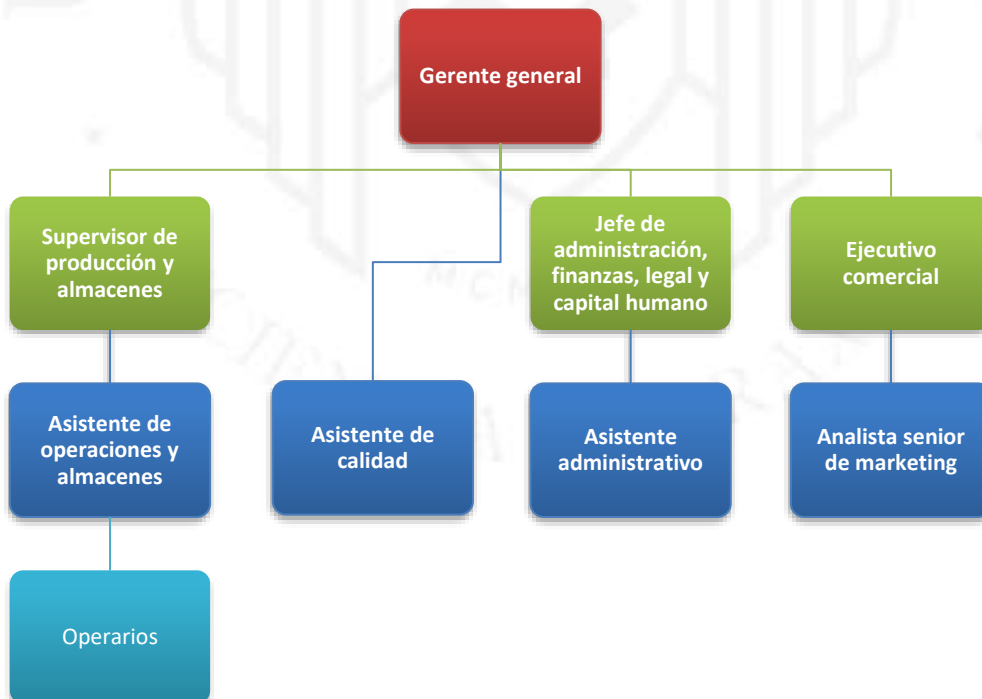 Gerente general
Supervisor de
producción y
almacenes
Jefe de
administración,
finanzas, legal y
capital humano
Ejecutivo
comercial
Asistente de
operaciones y
almacenes
Asistente de
calidad
Asistente
administrativo
Analista senior
de marketing
Operarios